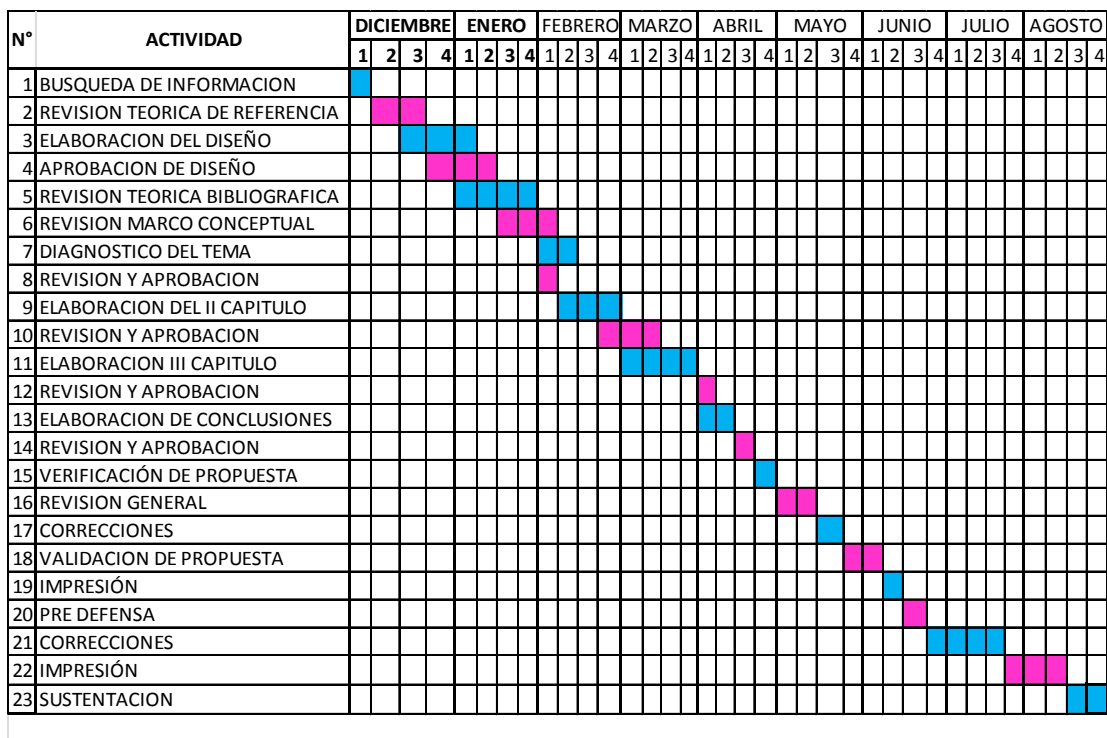 N° ACTIVIDAD DICIEMBRE ENERO FEBRERO MARZO ABRIL MAYO JUNIO JULIO AGOSTO
1 2 3 4 1 2 3 4 1 2 3 4 1 2 3 4 1 2 3 4 1 2 3 4 1 2 3 4 1 2 3 4 1 2 3 4
1 BUSQUEDA DE INFORMACION
2 REVISION TEORICA DE REFERENCIA
3 ELABORACION DEL DISEÑO
4 APROBACION DE DISEÑO
5 REVISION TEORICA BIBLIOGRAFICA
6 REVISION MARCO CONCEPTUAL
7 DIAGNOSTICO DEL TEMA
8 REVISION Y APROBACION
9 ELABORACION DEL II CAPITULO
10 REVISION Y APROBACION
11 ELABORACION III CAPITULO
12 REVISION Y APROBACION
13 ELABORACION DE CONCLUSIONES
14 REVISION Y APROBACION
15 VERIFICACIÓN DE PROPUESTA
16 REVISION GENERAL
17 CORRECCIONES
18 VALIDACION DE PROPUESTA
19 IMPRESIÓN
20 PRE DEFENSA
21 CORRECCIONES
22 IMPRESIÓN
23 SUSTENTACION